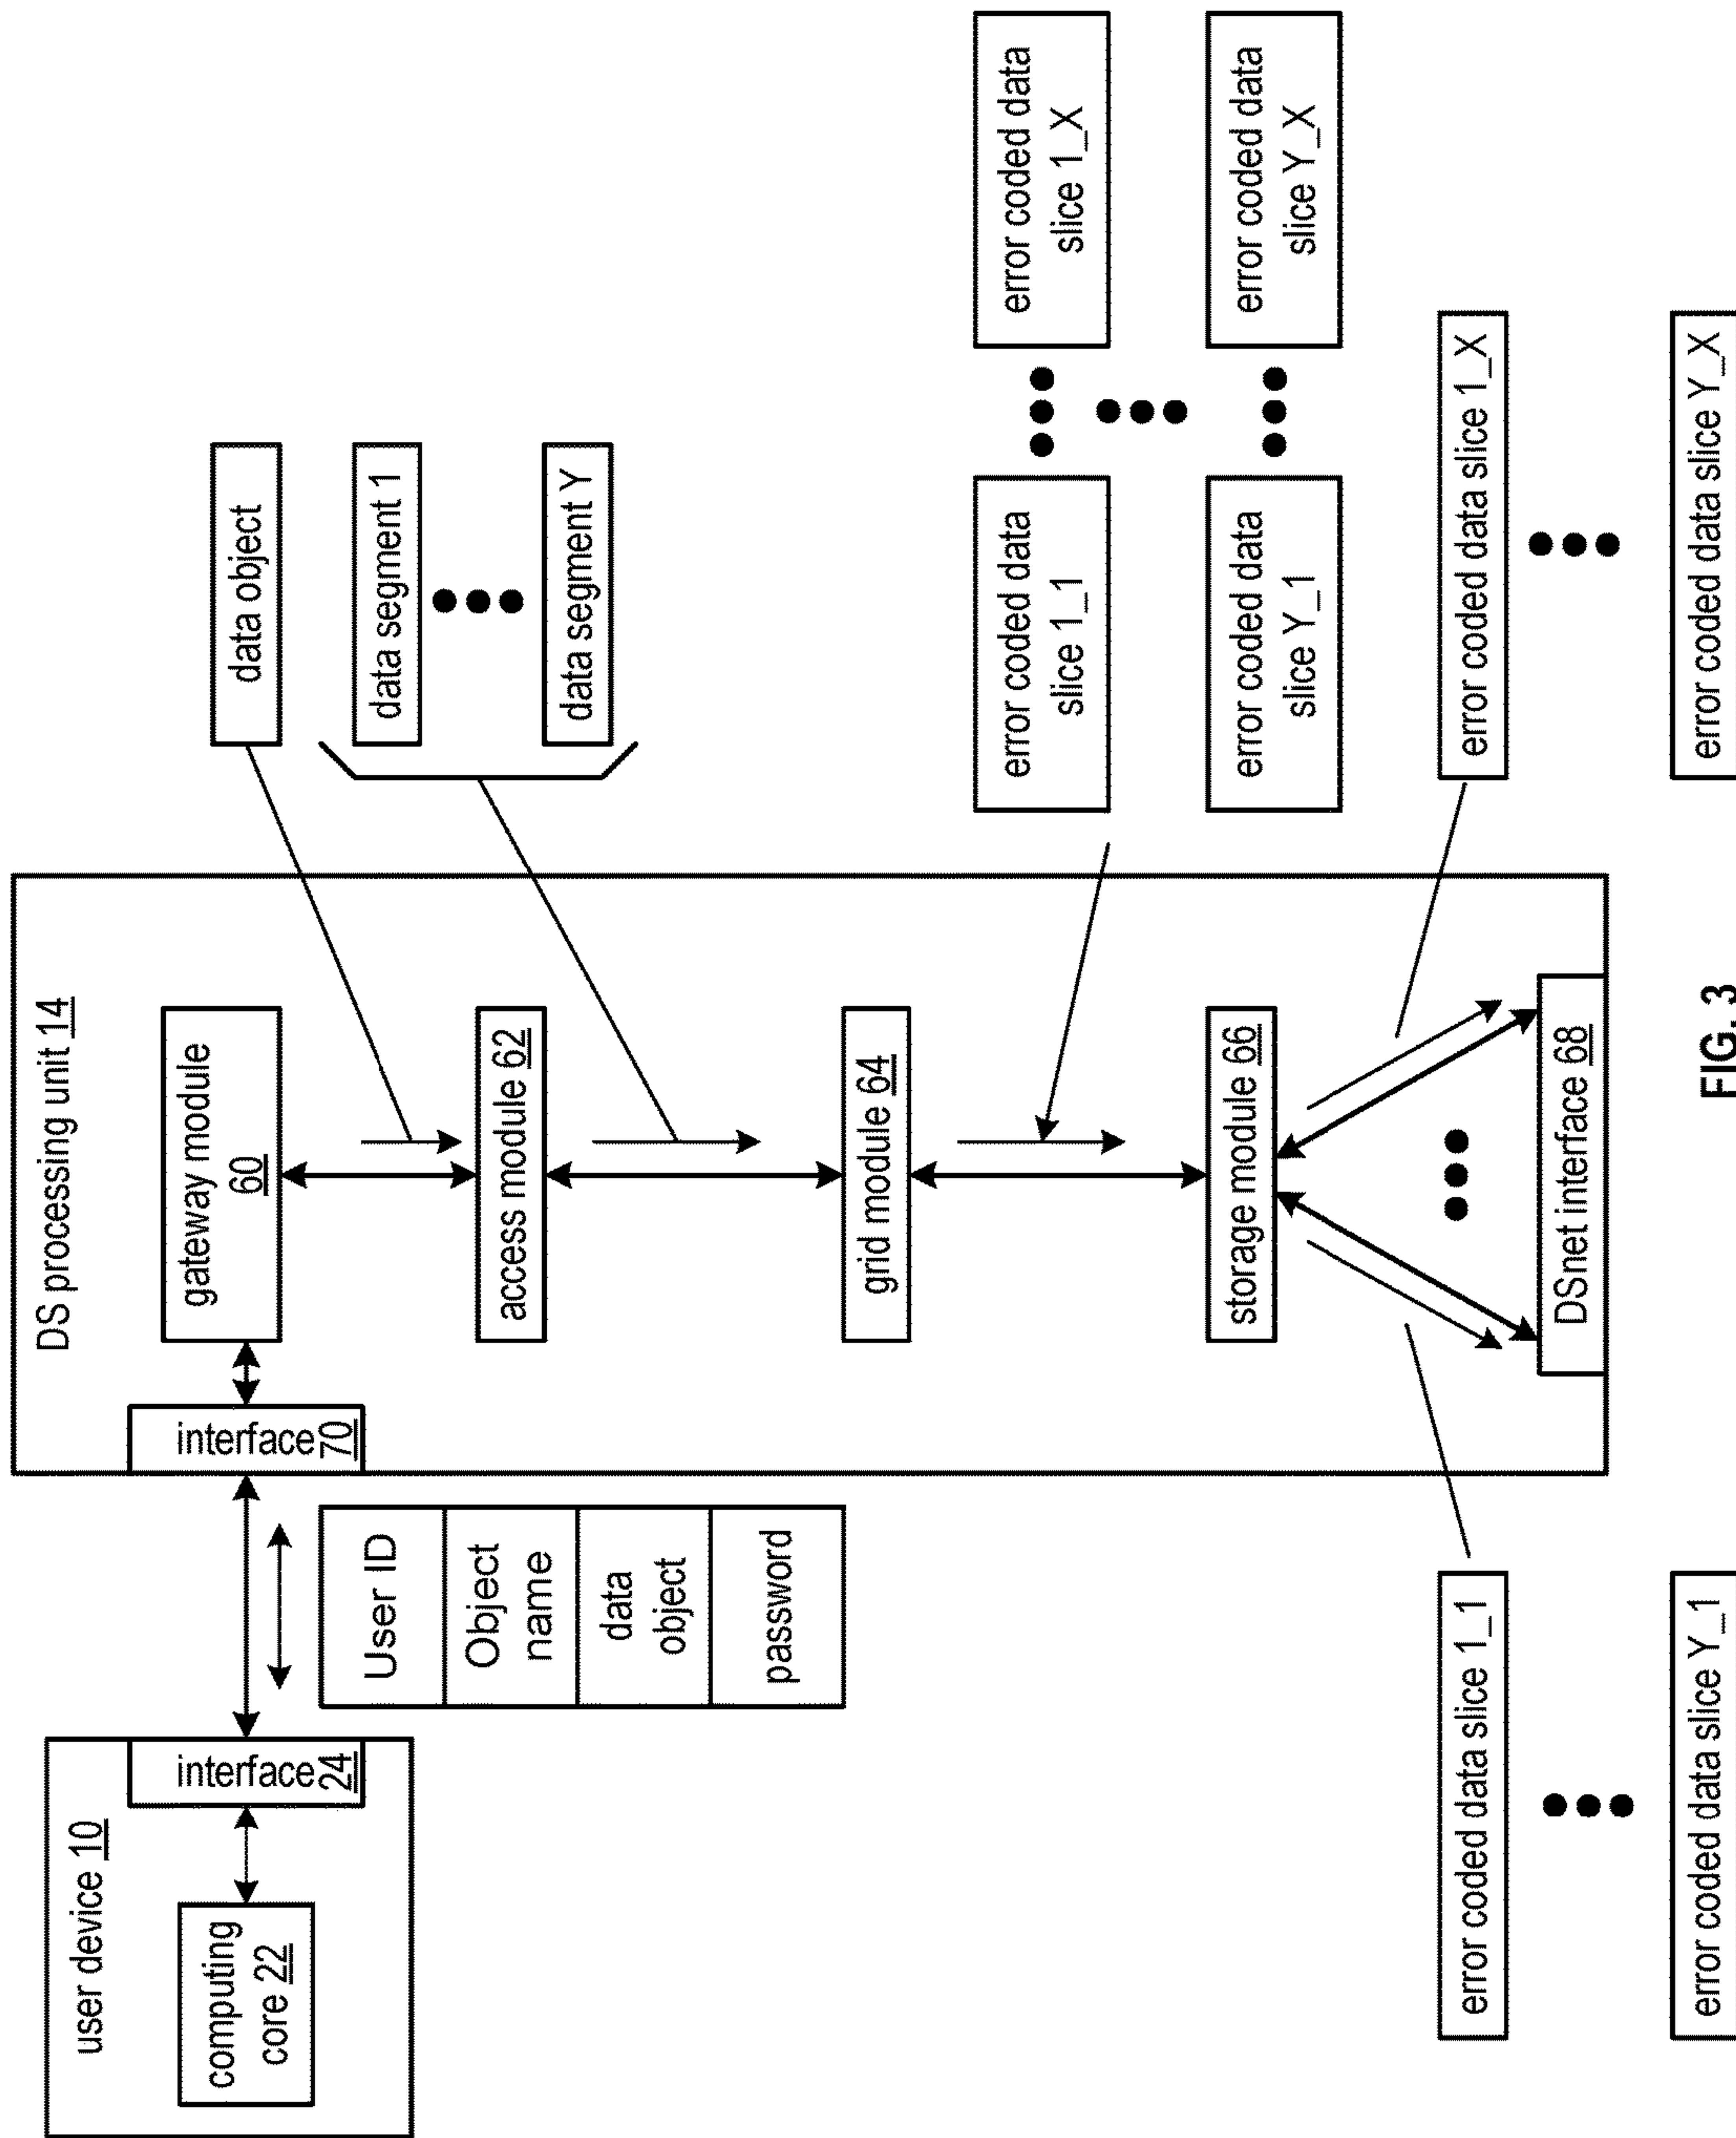 user device 10
computing
core 22
interface 24
User ID
Object
name
data
object
password
DS processing unit 14
interface 70
gateway module
60
access module 62
grid module 64
storage module 66
DSnet interface 68
data object
data segment 1
data segment Y
error coded data
slice 1_1
error coded data
slice 1_X
error coded data
slice Y_1
error coded data
slice Y_X
error coded data slice 1_1
error coded data slice Y_1
error coded data slice 1_X
error coded data slice Y_X
FIG. 3